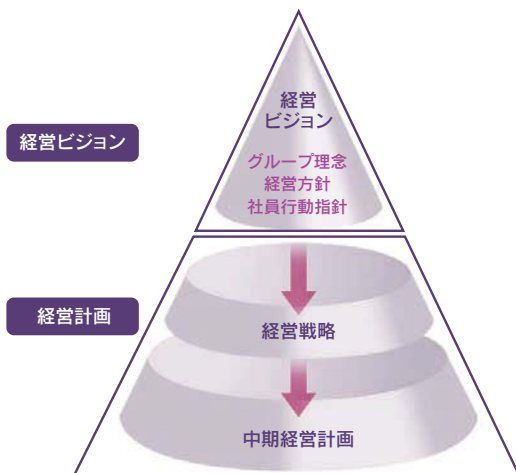 経営
ビジョン
経営ビジョン
グループ理念
経営方針
社員行動指針
経営計画
経営戦略
中期経営計画